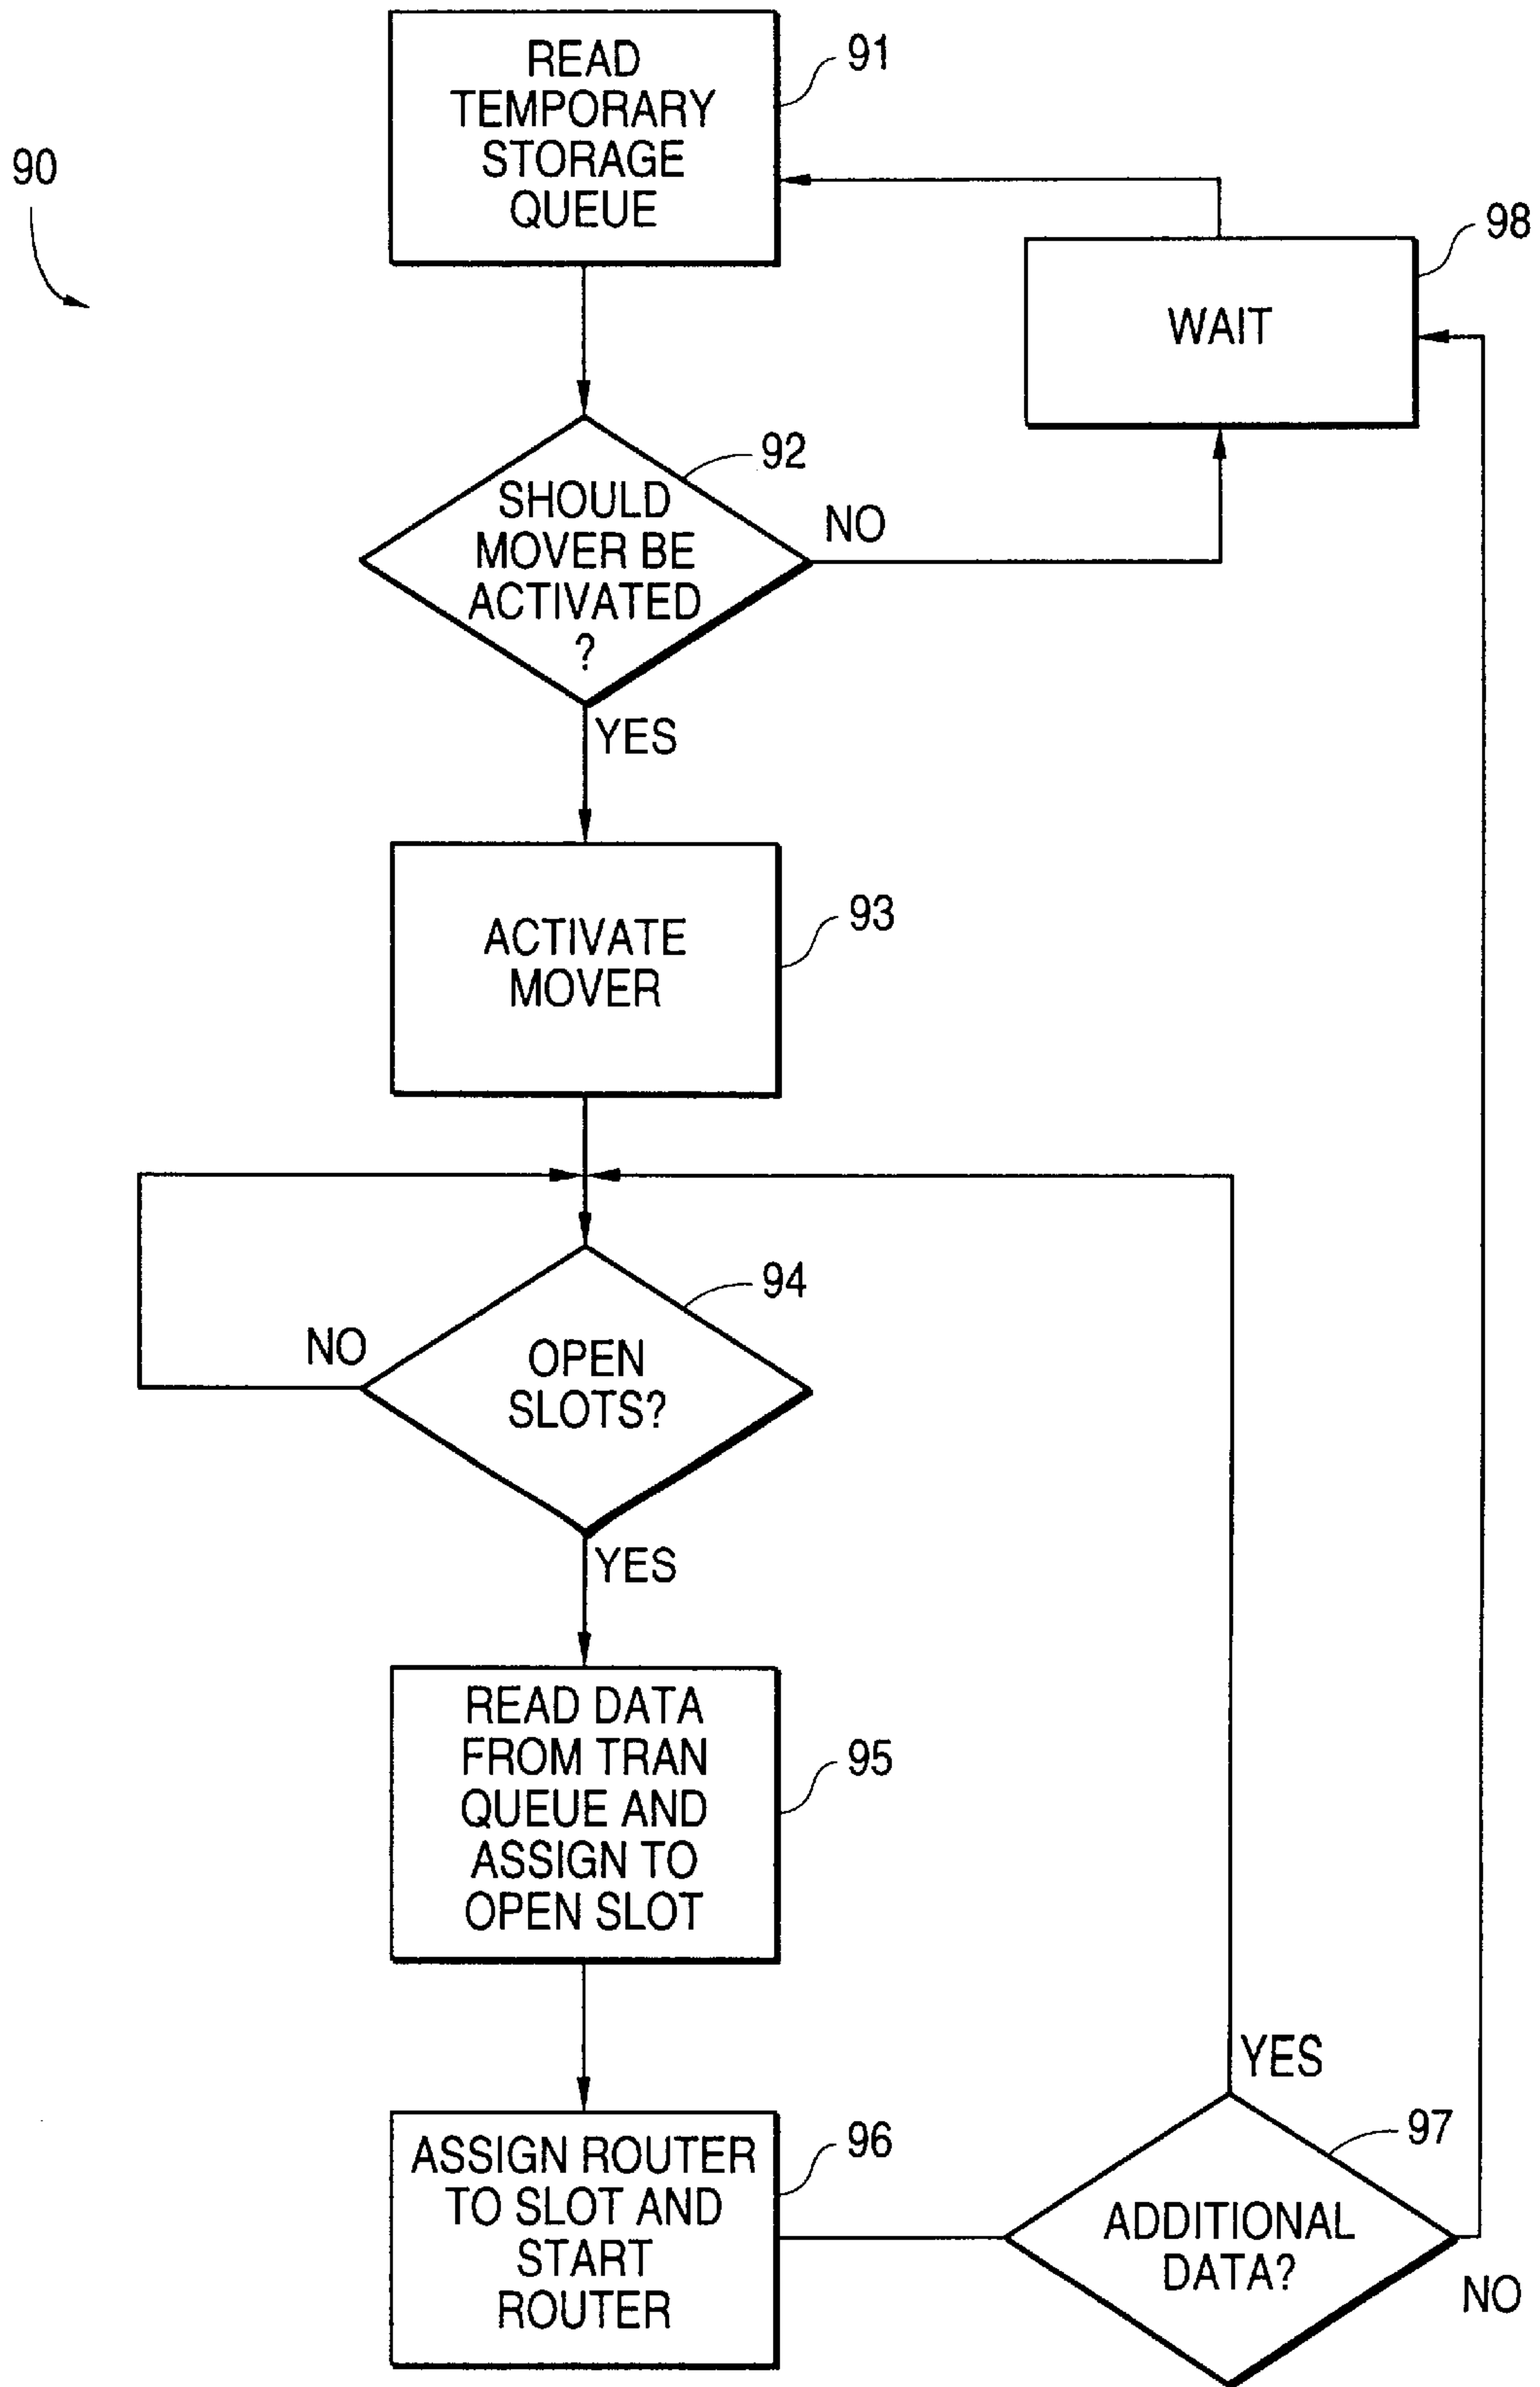 READ
TEMPORARY
STORAGE
QUEUE
91
90
98
WAIT
92
SHOULD
MOVER BE
ACTIVATED
?
NO
YES
93
ACTIVATE
MOVER
94
NO
OPEN
SLOTS?
YES
READ DATA
FROM TRAN
QUEUE AND
ASSIGN TO
OPEN SLOT
95
YES
96
97
ASSIGN ROUTER
TO SLOT AND
START
ROUTER
ADDITIONAL
DATA?
NO